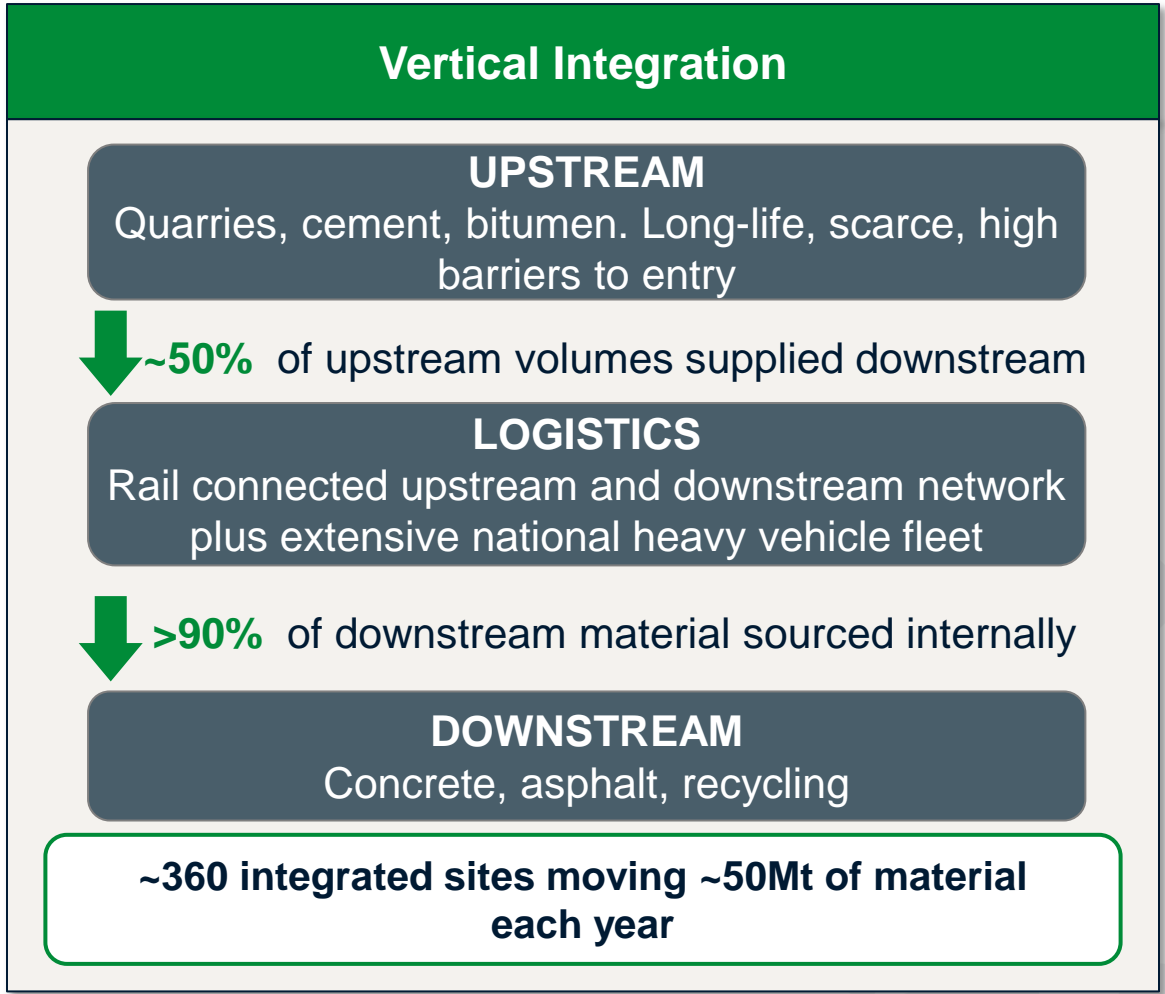 Vertical Integration
UPSTREAM
Quarries, cement, bitumen. Long-life, scarce, high
barriers to entry
~50% of upstream volumes supplied downstream
LOGISTICS
Rail connected upstream and downstream network
plus extensive national heavy vehicle fleet
>90% of downstream material sourced internally
DOWNSTREAM
Concrete, asphalt, recycling
~360 integrated sites moving ~50Mt of material
each year